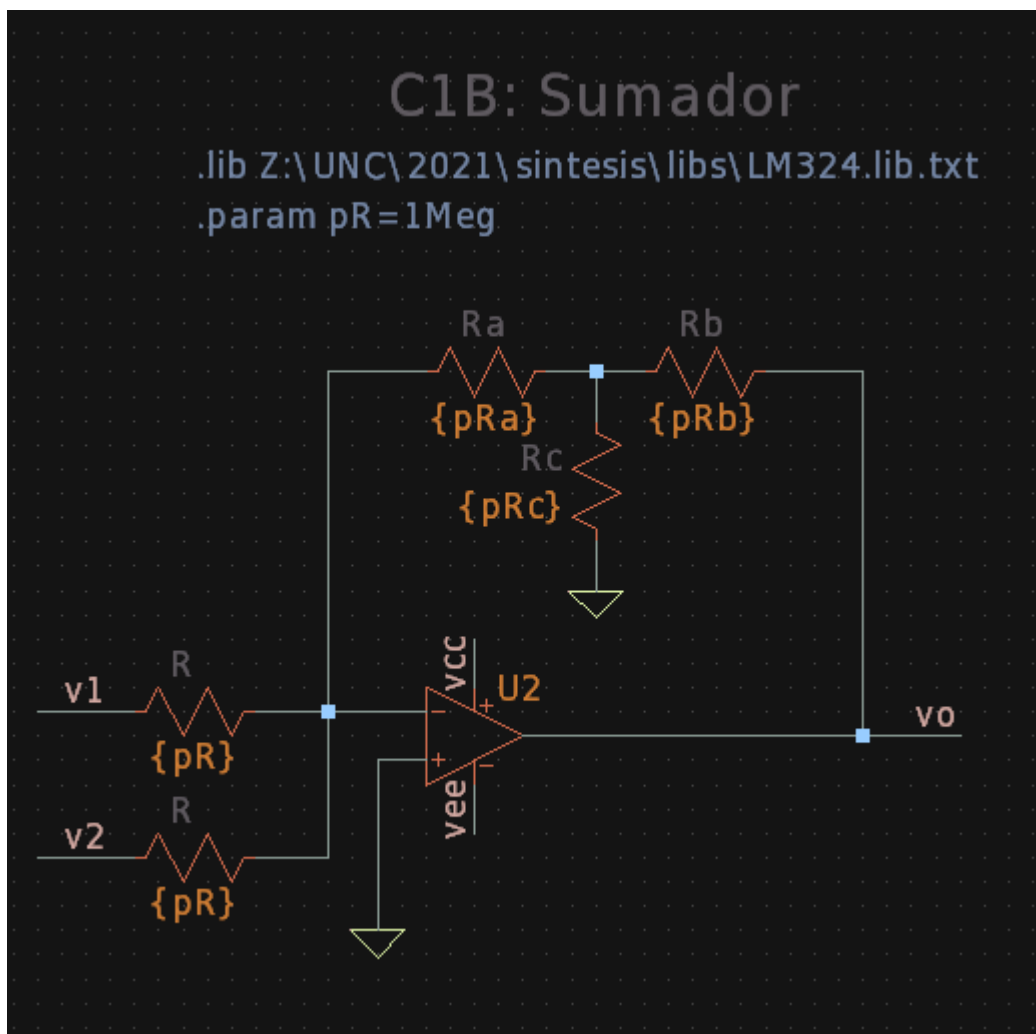 C1B: Sumador
.lib Z:\UNC\2021\sintesis\libs\LM324.lib.txt
.param pR=1Meg
Ra
Rb
{pRa}
{pRb}
Rc
{pRc}
vcc
R
U2
v1
+
−
vo
{pR}
+
−
vee
R
v2
{pR}